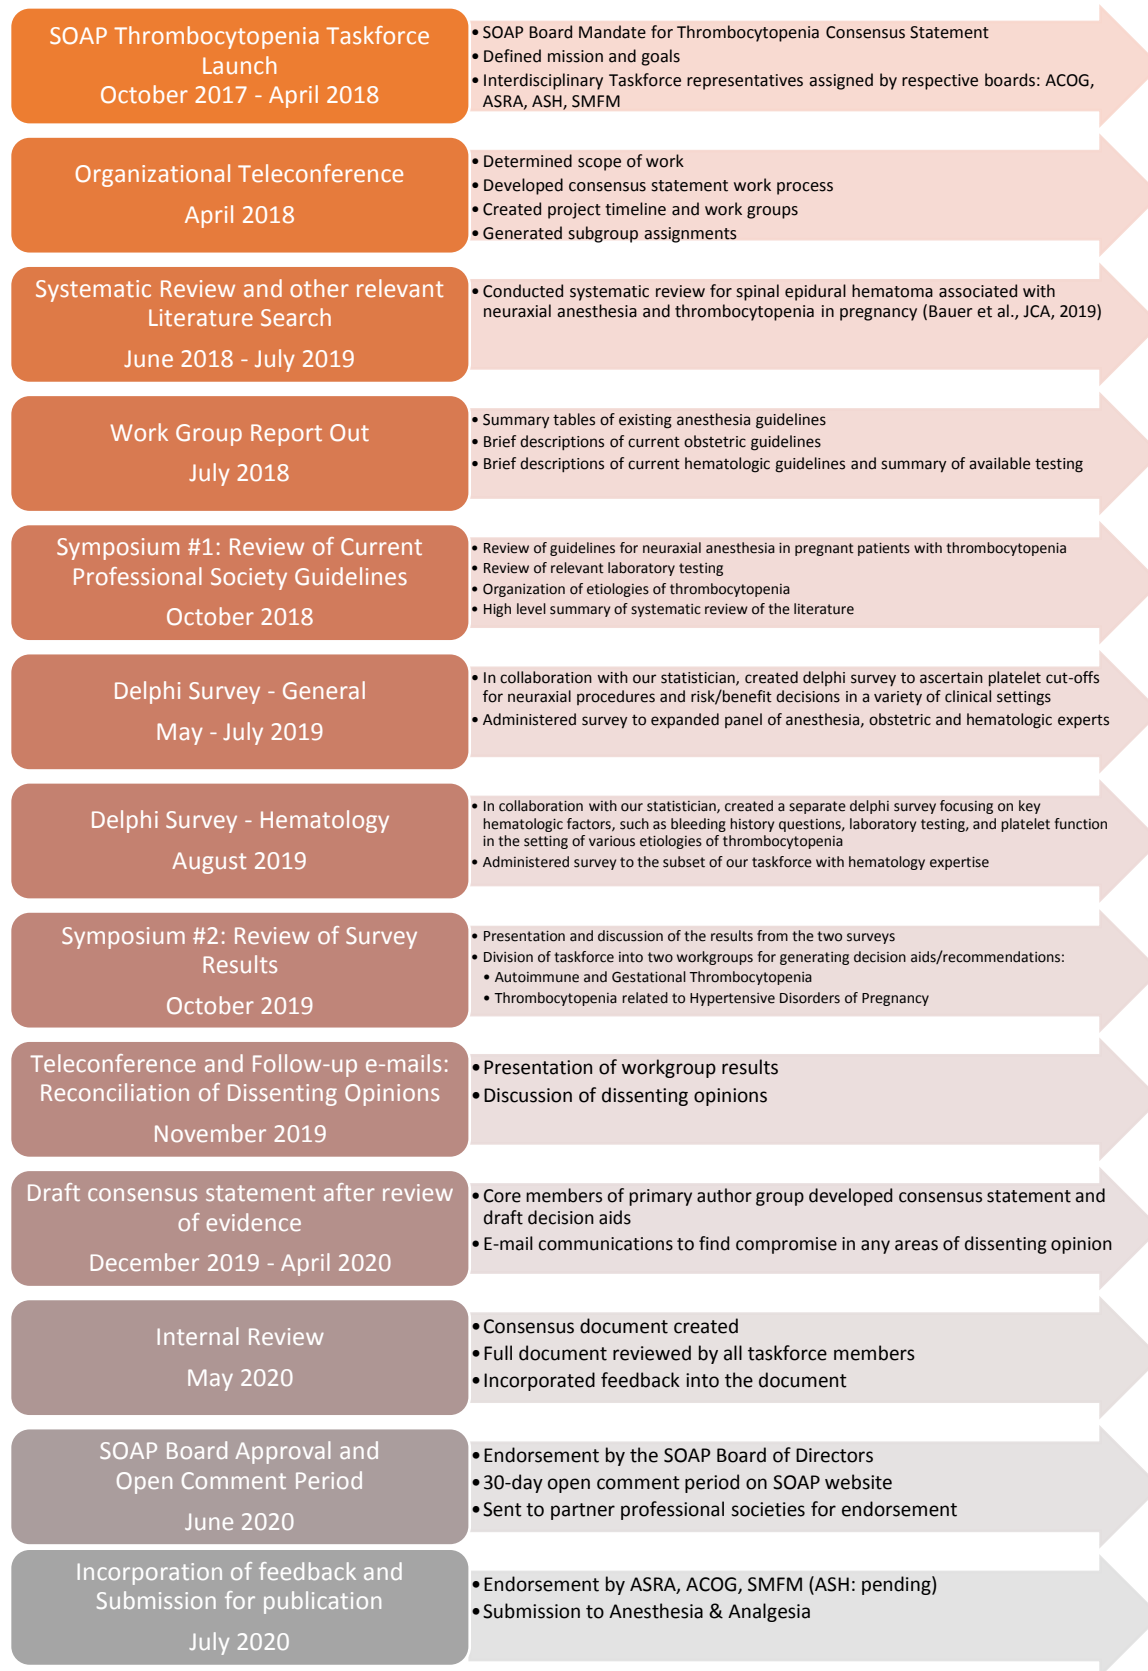 SOAP Thrombocytopenia Taskforce
Launch
October 2017 - April 2018
• SOAP Board Mandate for Thrombocytopenia Consensus Statement
• Defined mission and goals
• Interdisciplinary Taskforce representatives assigned by respective boards: ACOG,
ASRA, ASH, SMFM
Organizational Teleconference
April 2018
• Determined scope of work
• Developed consensus statement work process
• Created project timeline and work groups
• Generated subgroup assignments
Systematic Review and other relevant
Literature Search
June 2018 - July 2019
• Conducted systematic review for spinal epidural hematoma associated with
neuraxial anesthesia and thrombocytopenia in pregnancy (Bauer et al., JCA, 2019)
Work Group Report Out
July 2018
• Summary tables of existing anesthesia guidelines
• Brief descriptions of current obstetric guidelines
• Brief descriptions of current hematologic guidelines and summary of available testing
Symposium #1: Review of Current
Professional Society Guidelines
October 2018
• Review of guidelines for neuraxial anesthesia in pregnant patients with thrombocytopenia
• Review of relevant laboratory testing
• Organization of etiologies of thrombocytopenia
• High level summary of systematic review of the literature
Delphi Survey - General
May - July 2019
• In collaboration with our statistician, created delphi survey to ascertain platelet cut-offs
for neuraxial procedures and risk/benefit decisions in a variety of clinical settings
• Administered survey to expanded panel of anesthesia, obstetric and hematologic experts
Delphi Survey - Hematology
August 2019
• In collaboration with our statistician, created a separate delphi survey focusing on key
hematologic factors, such as bleeding history questions, laboratory testing, and platelet function
in the setting of various etiologies of thrombocytopenia
• Administered survey to the subset of our taskforce with hematology expertise
Symposium #2: Review of Survey
Results
October 2019
• Presentation and discussion of the results from the two surveys
• Division of taskforce into two workgroups for generating decision aids/recommendations:
• Autoimmune and Gestational Thrombocytopenia
• Thrombocytopenia related to Hypertensive Disorders of Pregnancy
Teleconference and Follow-up e-mails:
Reconciliation of Dissenting Opinions
November 2019
• Presentation of workgroup results
• Discussion of dissenting opinions
Draft consensus statement after review
of evidence
December 2019 - April 2020
• Core members of primary author group developed consensus statement and
draft decision aids
• E-mail communications to find compromise in any areas of dissenting opinion
Internal Review
May 2020
• Consensus document created
• Full document reviewed by all taskforce members
• Incorporated feedback into the document
SOAP Board Approval and
Open Comment Period
June 2020
• Endorsement by the SOAP Board of Directors
• 30-day open comment period on SOAP website
• Sent to partner professional societies for endorsement
Incorporation of feedback and
Submission for publication
July 2020
• Endorsement by ASRA, ACOG, SMFM (ASH: pending)
• Submission to Anesthesia & Analgesia